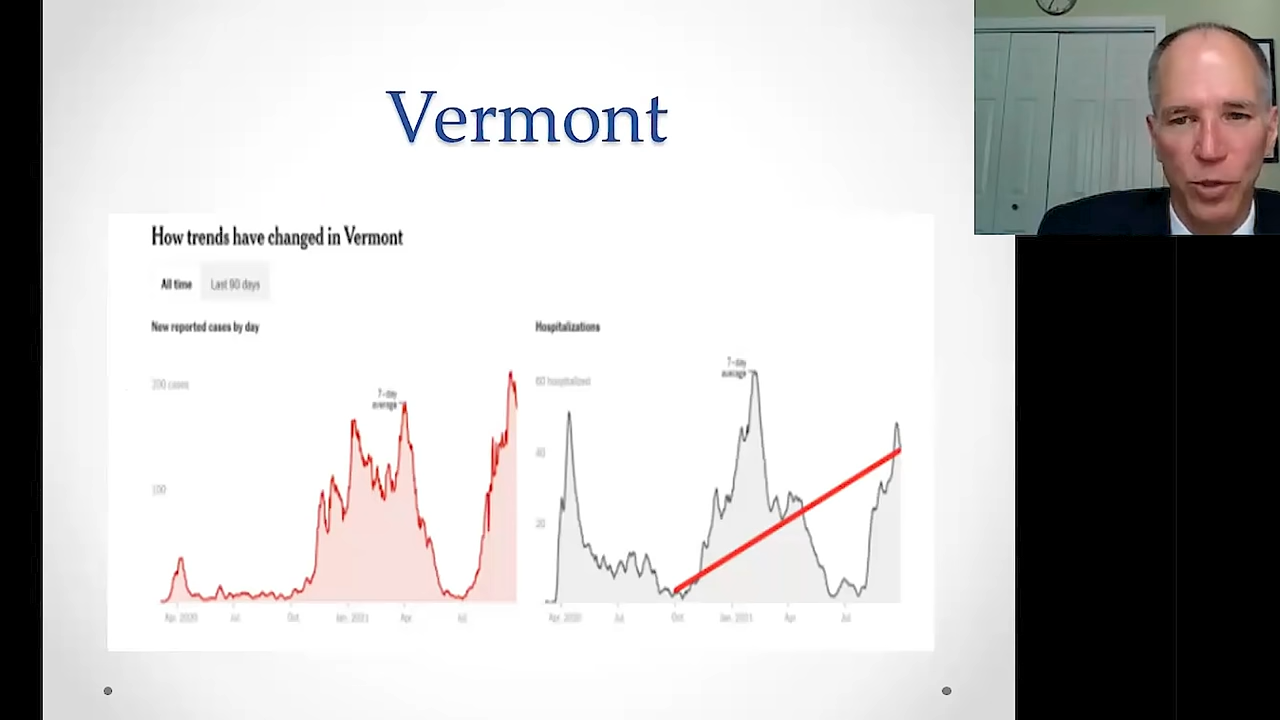 Vermont
How trends have changed in Vermont
All time
Last 90 days
New reported cases by day
Hospitalizations
200 cases
7-day
average
100
Apr. 2020
Jul.
Oct.
Jan. 2021
Apr.
Jul.
60 hospitalized
7-day
average
40
20
Apr. 2020
Jul.
Oct.
Jan. 2021
Apr.
Jul.